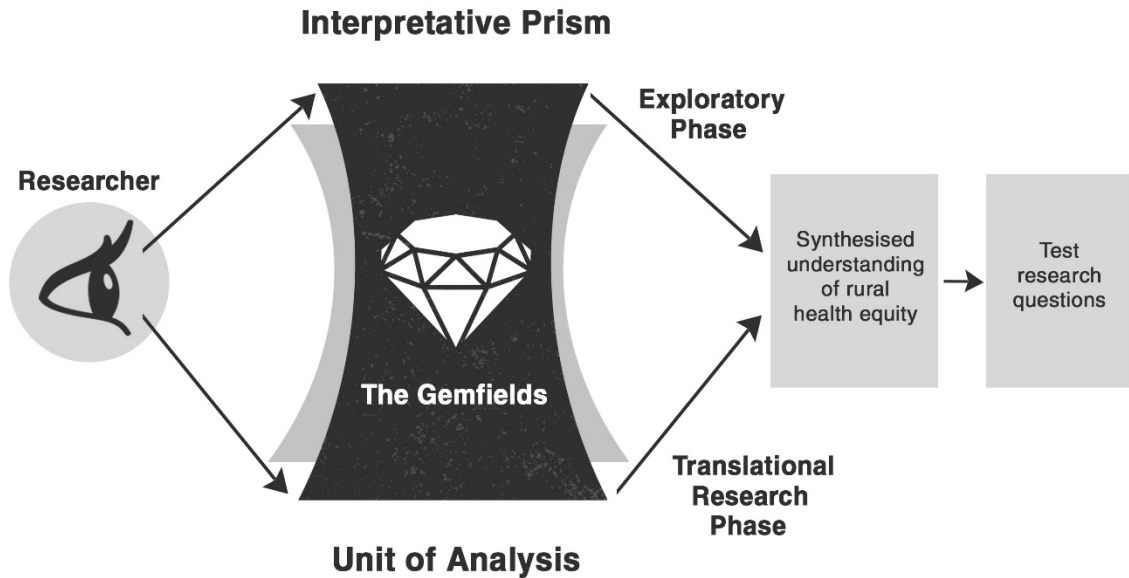 Interpretative Prism
Researcher
Exploratory
Phase
The Gemfields
Synthesised
understanding
of rural
health equity
Test
research
questions
Translational
Research
Phase
Unit of Analysis